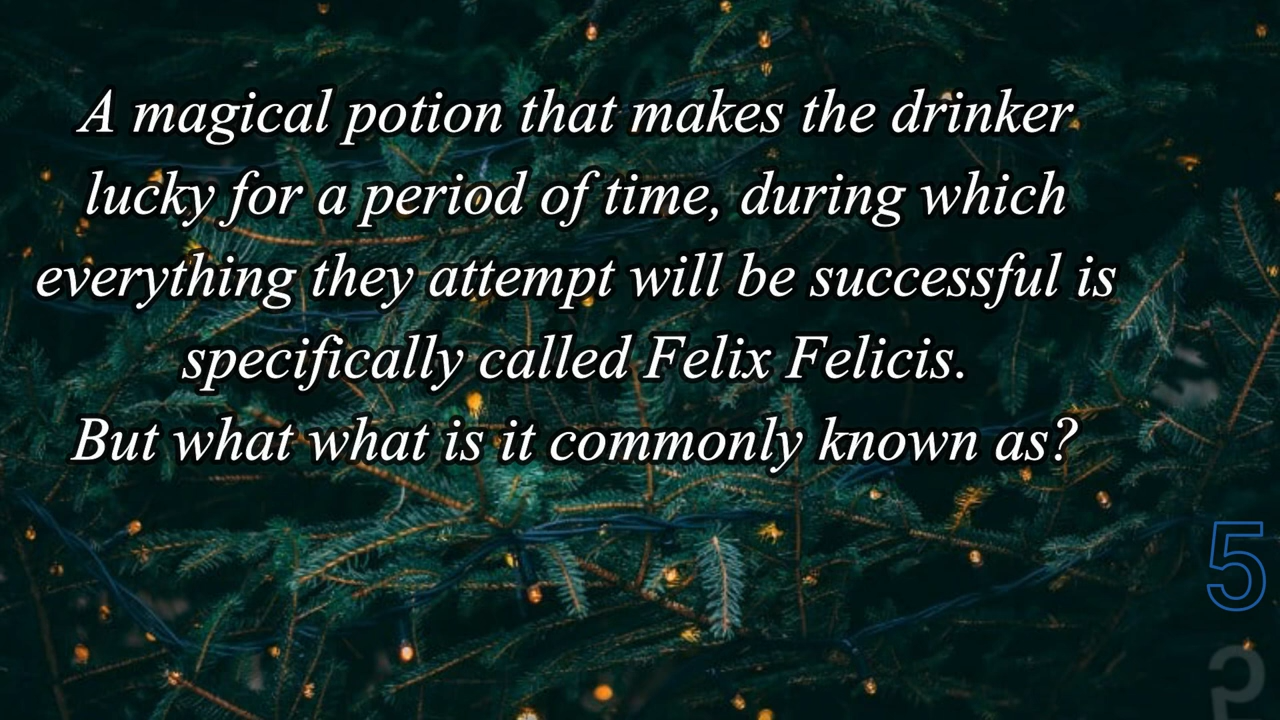 A magical potion that makes the drinker
lucky for a period of time, during which
everything they attempt will be successful is
specifically called Felix Felicis.
But what what is it commonly known as?
5